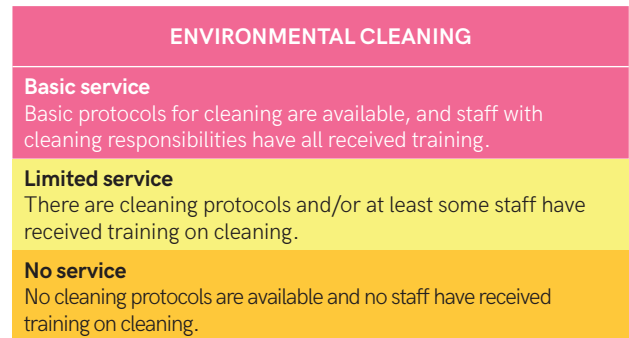 ENVIRONMENTAL CLEANING
Basic service
Basic protocols for cleaning are available, and staff with
cleaning responsibilities have all received training.
Limited service
There are cleaning protocols and/or at least some staff have
received training on cleaning.
No service
No cleaning protocols are available and no staff have received
training on cleaning.